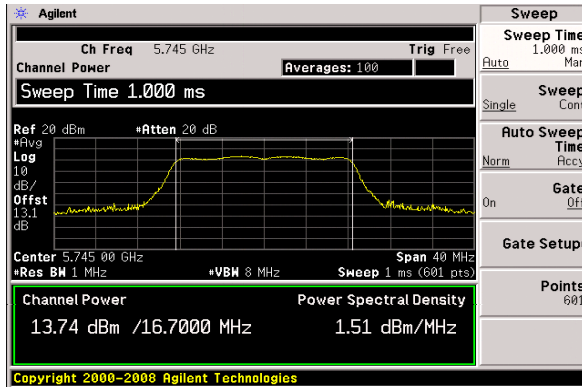 Agilent
Ch Freq 5.745 GHz Trig Free
Channel Power Averages: 100
Sweep Time 1.000 ms
Ref 20 dBm #Atten 20 dB
#Avg
Log
10
dB/
Offst
13.1
dB
Center 5.745 00 GHz Span 40 MHz
#Res BW 1 MHz #VBW 8 MHz Sweep 1 ms (601 pts)
Channel Power Power Spectral Density
13.74 dBm /16.7000 MHz 1.51 dBm/MHz
Copyright 2000-2008 Agilent Technologies
Sweep
Sweep Time
1.000 ms
Auto Man
Sweep
Single Cont
Auto Sweep
Time
Norm Accy
Gate
On Off
Gate Setup
Points
601